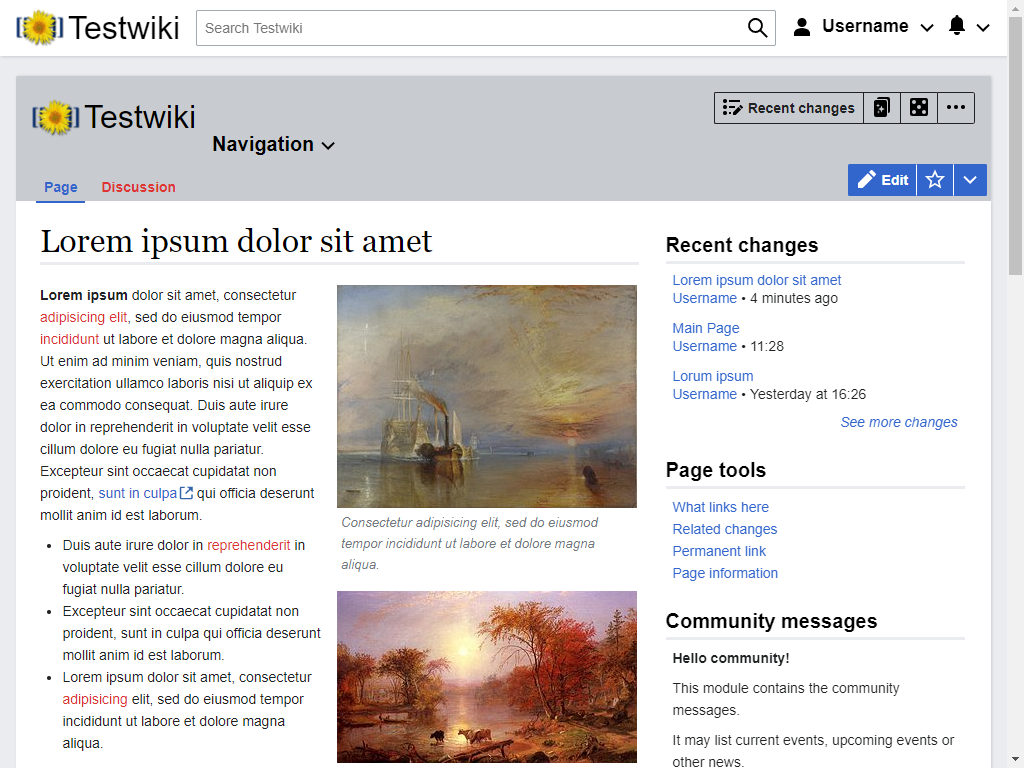 Testwiki
Search Testwiki
Username
Testwiki
Navigation
Recent changes
Page
Discussion
Edit
Lorem ipsum dolor sit amet
Lorem ipsum dolor sit amet, consectetur
adipisicing elit, sed do eiusmod tempor
incididunt ut labore et dolore magna aliqua.
Ut enim ad minim veniam, quis nostrud
exercitation ullamco laboris nisi ut aliquip ex
ea commodo consequat. Duis aute irure
dolor in reprehenderit in voluptate velit esse
cillum dolore eu fugiat nulla pariatur.
Excepteur sint occaecat cupidatat non
proident, sunt in culpa qui officia deserunt
mollit anim id est laborum.
• Duis aute irure dolor in reprehenderit in
voluptate velit esse cillum dolore eu
fugiat nulla pariatur.
• Excepteur sint occaecat cupidatat non
proident, sunt in culpa qui officia deserunt
mollit anim id est laborum.
• Lorem ipsum dolor sit amet, consectetur
adipisicing elit, sed do eiusmod tempor
incididunt ut labore et dolore magna
aliqua.
Consectetur adipisicing elit, sed do eiusmod
tempor incididunt ut labore et dolore magna
aliqua.
Recent changes
Lorem ipsum dolor sit amet
Username • 4 minutes ago
Main Page
Username • 11:28
Lorum ipsum
Username • Yesterday at 16:26
See more changes
Page tools
What links here
Related changes
Permanent link
Page information
Community messages
Hello community!
This module contains the community
messages.
It may list current events, upcoming events or
other news.